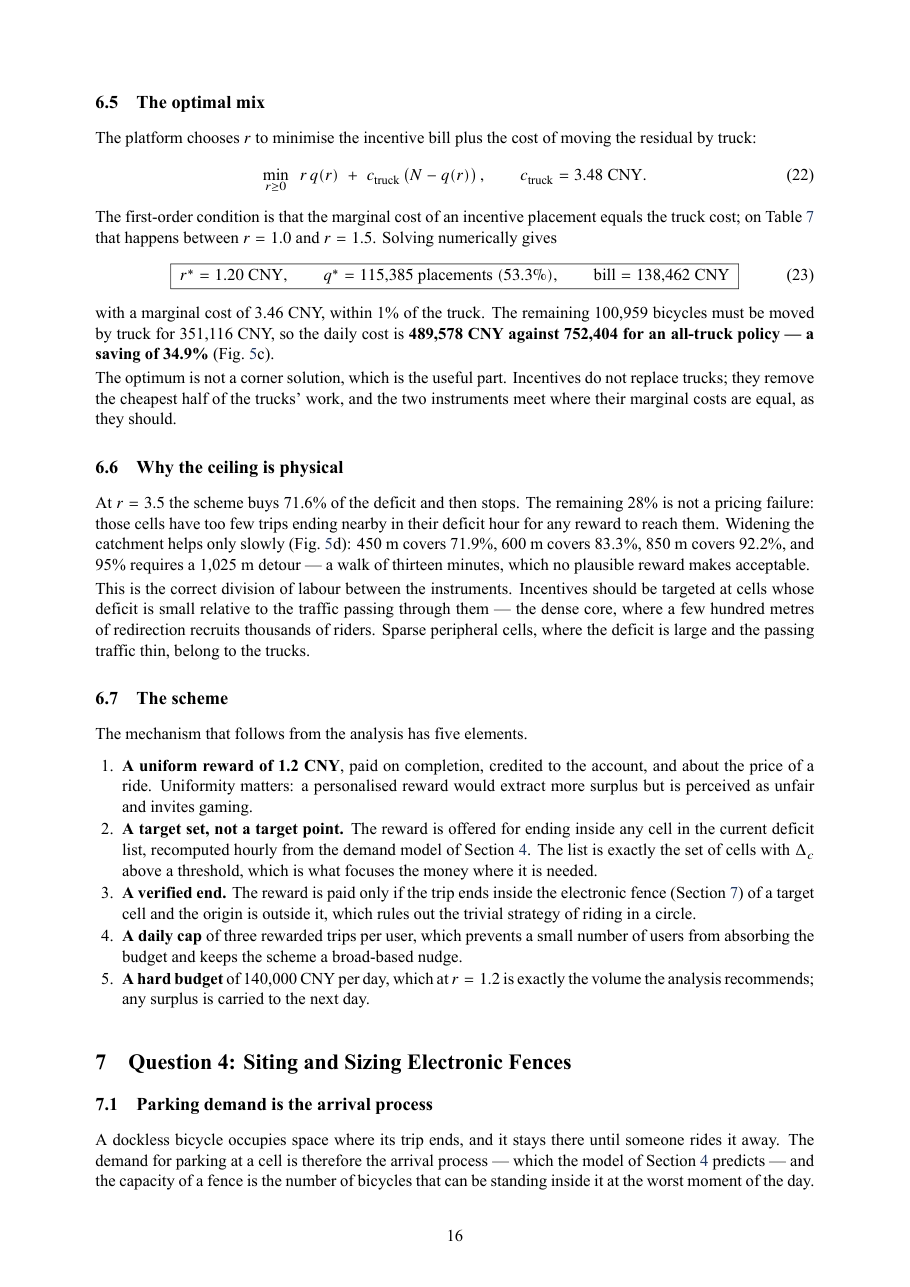 6.5 The optimal mix
The platform chooses r to minimise the incentive bill plus the cost of moving the residual by truck:
min r q(r) + c_truck (N − q(r)) , c_truck = 3.48 CNY. (22)
r≥0
The first-order condition is that the marginal cost of an incentive placement equals the truck cost; on Table 7
that happens between r = 1.0 and r = 1.5. Solving numerically gives
r* = 1.20 CNY, q* = 115,385 placements (53.3%), bill = 138,462 CNY (23)
with a marginal cost of 3.46 CNY, within 1% of the truck. The remaining 100,959 bicycles must be moved
by truck for 351,116 CNY, so the daily cost is 489,578 CNY against 752,404 for an all-truck policy — a
saving of 34.9% (Fig. 5c).
The optimum is not a corner solution, which is the useful part. Incentives do not replace trucks; they remove
the cheapest half of the trucks’ work, and the two instruments meet where their marginal costs are equal, as
they should.
6.6 Why the ceiling is physical
At r = 3.5 the scheme buys 71.6% of the deficit and then stops. The remaining 28% is not a pricing failure:
those cells have too few trips ending nearby in their deficit hour for any reward to reach them. Widening the
catchment helps only slowly (Fig. 5d): 450 m covers 71.9%, 600 m covers 83.3%, 850 m covers 92.2%, and
95% requires a 1,025 m detour — a walk of thirteen minutes, which no plausible reward makes acceptable.
This is the correct division of labour between the instruments. Incentives should be targeted at cells whose
deficit is small relative to the traffic passing through them — the dense core, where a few hundred metres
of redirection recruits thousands of riders. Sparse peripheral cells, where the deficit is large and the passing
traffic thin, belong to the trucks.
6.7 The scheme
The mechanism that follows from the analysis has five elements.
1. A uniform reward of 1.2 CNY, paid on completion, credited to the account, and about the price of a
ride. Uniformity matters: a personalised reward would extract more surplus but is perceived as unfair
and invites gaming.
2. A target set, not a target point. The reward is offered for ending inside any cell in the current deficit
list, recomputed hourly from the demand model of Section 4. The list is exactly the set of cells with Δc
above a threshold, which is what focuses the money where it is needed.
3. A verified end. The reward is paid only if the trip ends inside the electronic fence (Section 7) of a target
cell and the origin is outside it, which rules out the trivial strategy of riding in a circle.
4. A daily cap of three rewarded trips per user, which prevents a small number of users from absorbing the
budget and keeps the scheme a broad-based nudge.
5. A hard budget of 140,000 CNY per day, which at r = 1.2 is exactly the volume the analysis recommends;
any surplus is carried to the next day.
7 Question 4: Siting and Sizing Electronic Fences
7.1 Parking demand is the arrival process
A dockless bicycle occupies space where its trip ends, and it stays there until someone rides it away. The
demand for parking at a cell is therefore the arrival process — which the model of Section 4 predicts — and
the capacity of a fence is the number of bicycles that can be standing inside it at the worst moment of the day.
16